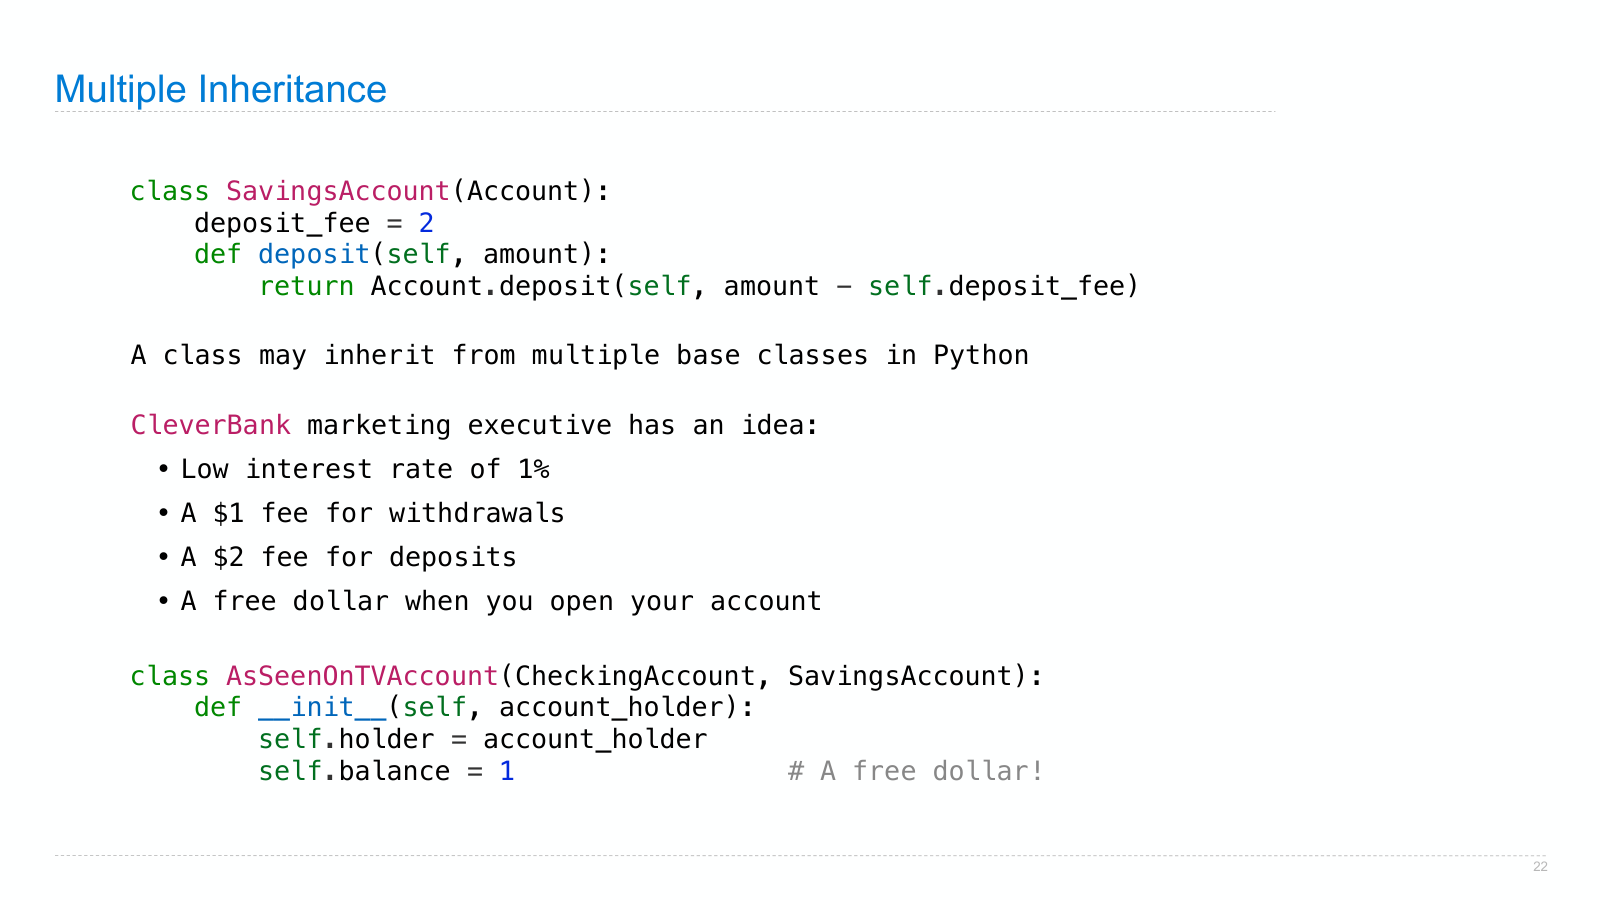 Multiple Inheritance
class SavingsAccount(Account):
    deposit_fee = 2
    def deposit(self, amount):
        return Account.deposit(self, amount - self.deposit_fee)
A class may inherit from multiple base classes in Python
CleverBank marketing executive has an idea:
• Low interest rate of 1%
• A $1 fee for withdrawals
• A $2 fee for deposits
• A free dollar when you open your account
class AsSeenOnTVAccount(CheckingAccount, SavingsAccount):
    def __init__(self, account_holder):
        self.holder = account_holder
        self.balance = 1                 # A free dollar!
22